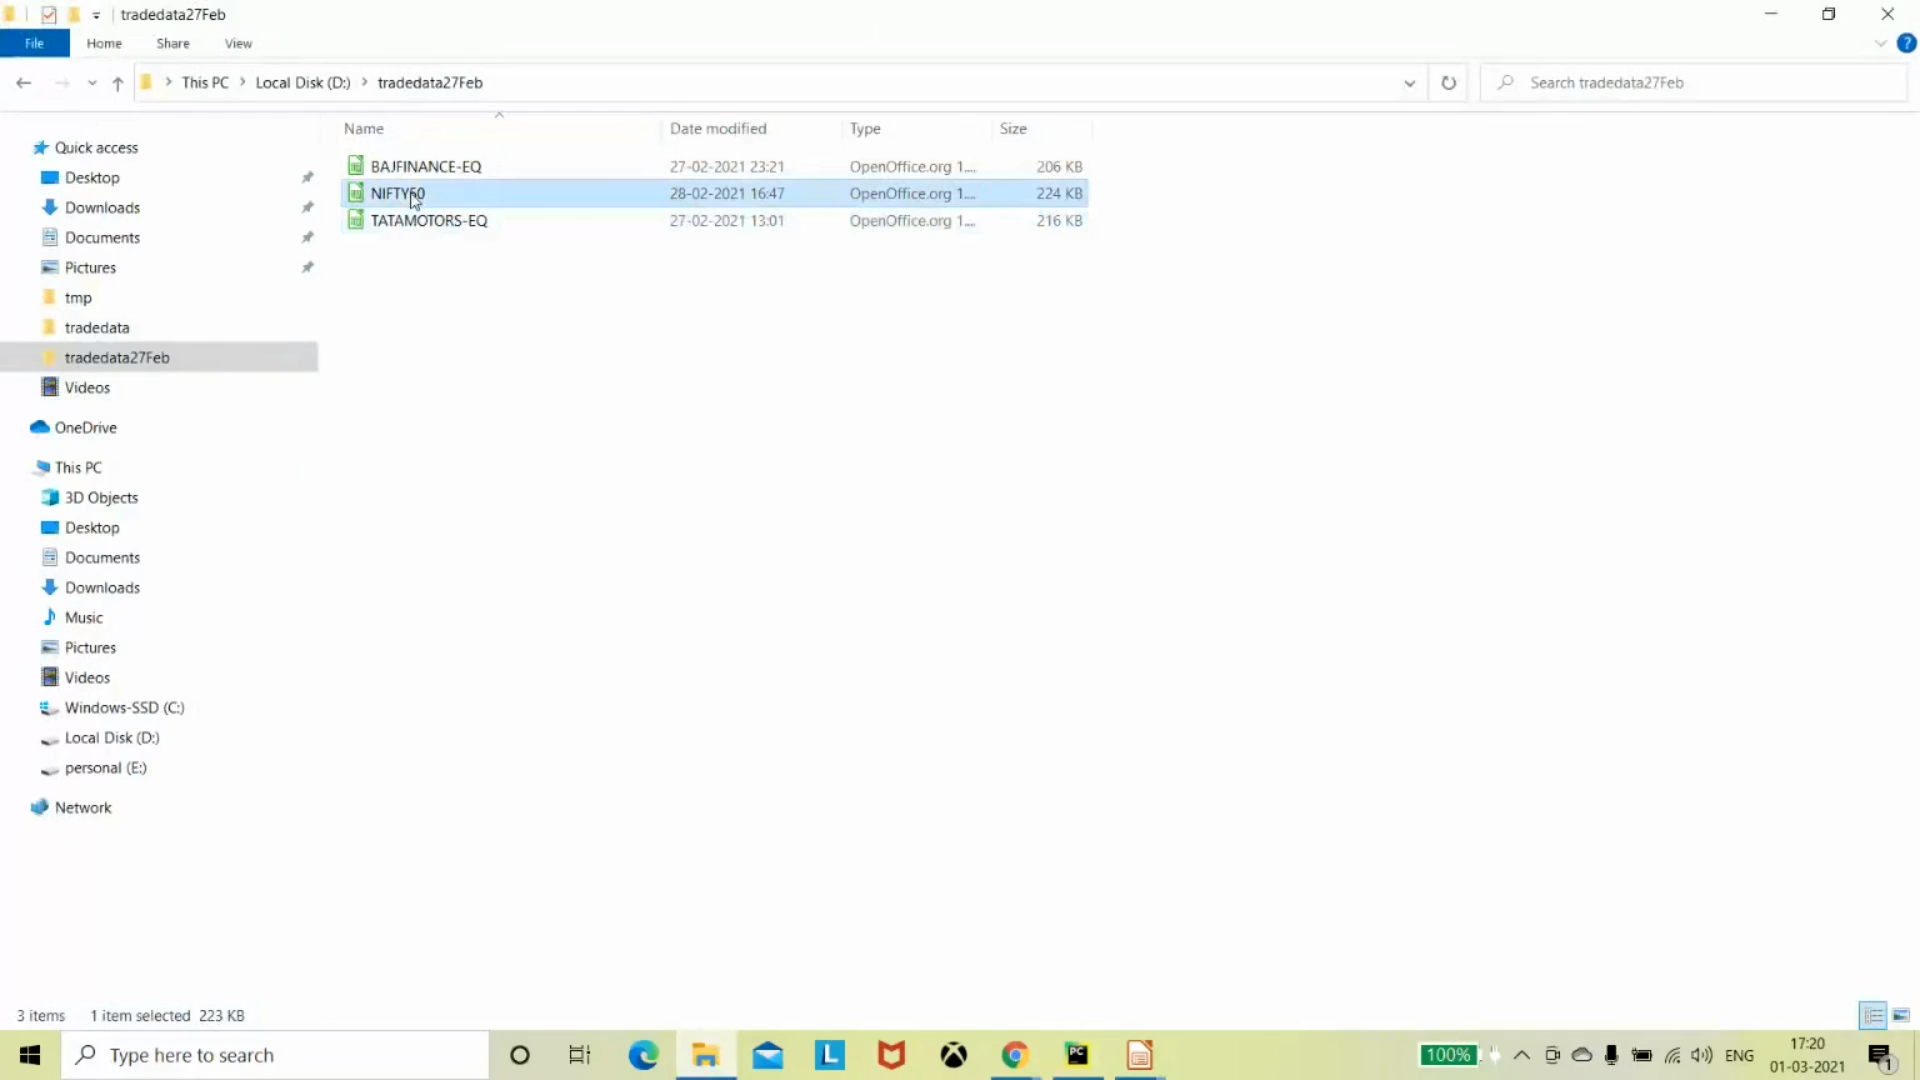 tradedata27Feb
File Home Share View
This PC Local Disk (D:) tradedata27Feb
Search tradedata27Feb
Name Date modified Type Size
BAJFINANCE-EQ 27-02-2021 23:21 OpenOffice.org 1.... 206 KB
NIFTY50 28-02-2021 16:47 OpenOffice.org 1.... 224 KB
TATAMOTORS-EQ 27-02-2021 13:01 OpenOffice.org 1.... 216 KB
Quick access
Desktop
Downloads
Documents
Pictures
tmp
tradedata
tradedata27Feb
Videos
OneDrive
This PC
3D Objects
Desktop
Documents
Downloads
Music
Pictures
Videos
Windows-SSD (C:)
Local Disk (D:)
personal (E:)
Network
3 items 1 item selected 223 KB
Type here to search
L
PC
100%
ENG
17:20
01-03-2021
1